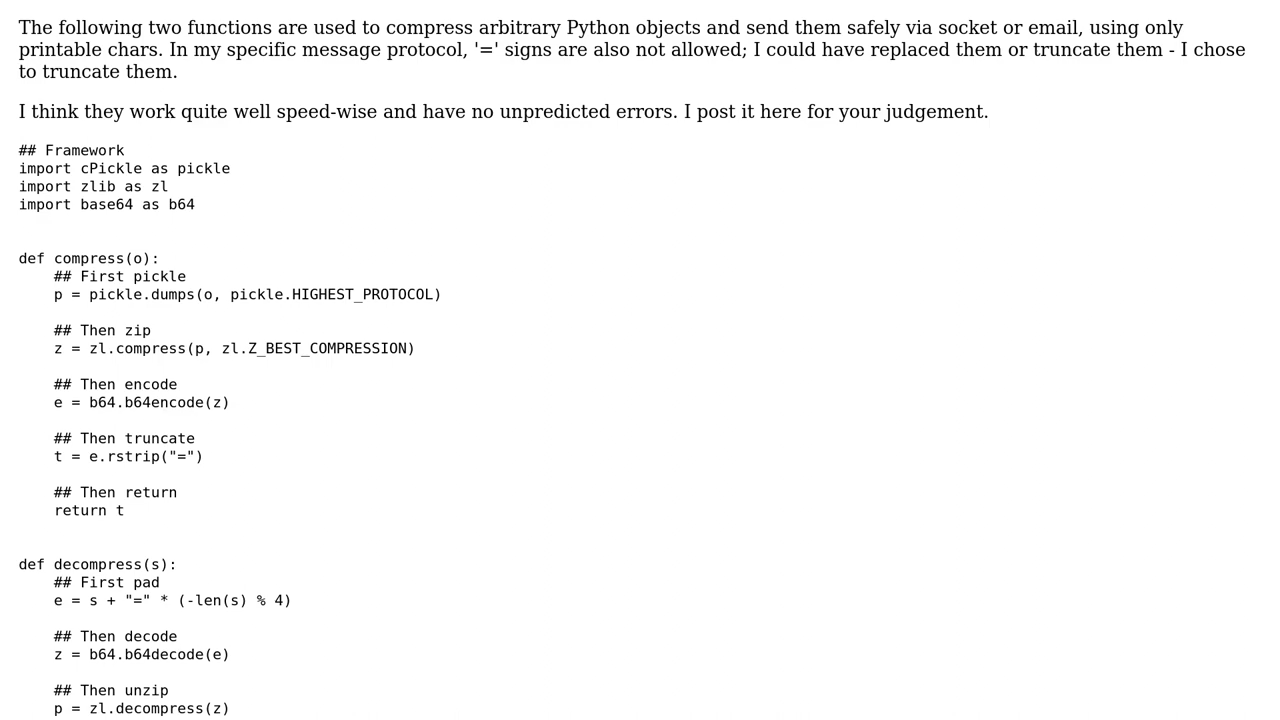 The following two functions are used to compress arbitrary Python objects and send them safely via socket or email, using only
printable chars. In my specific message protocol, '=' signs are also not allowed; I could have replaced them or truncate them - I chose
to truncate them.
I think they work quite well speed-wise and have no unpredicted errors. I post it here for your judgement.
## Framework
import cPickle as pickle
import zlib as zl
import base64 as b64
def compress(o):
    ## First pickle
    p = pickle.dumps(o, pickle.HIGHEST_PROTOCOL)
    ## Then zip
    z = zl.compress(p, zl.Z_BEST_COMPRESSION)
    ## Then encode
    e = b64.b64encode(z)
    ## Then truncate
    t = e.rstrip("=")
    ## Then return
    return t
def decompress(s):
    ## First pad
    e = s + "=" * (-len(s) % 4)
    ## Then decode
    z = b64.b64decode(e)
    ## Then unzip
    p = zl.decompress(z)